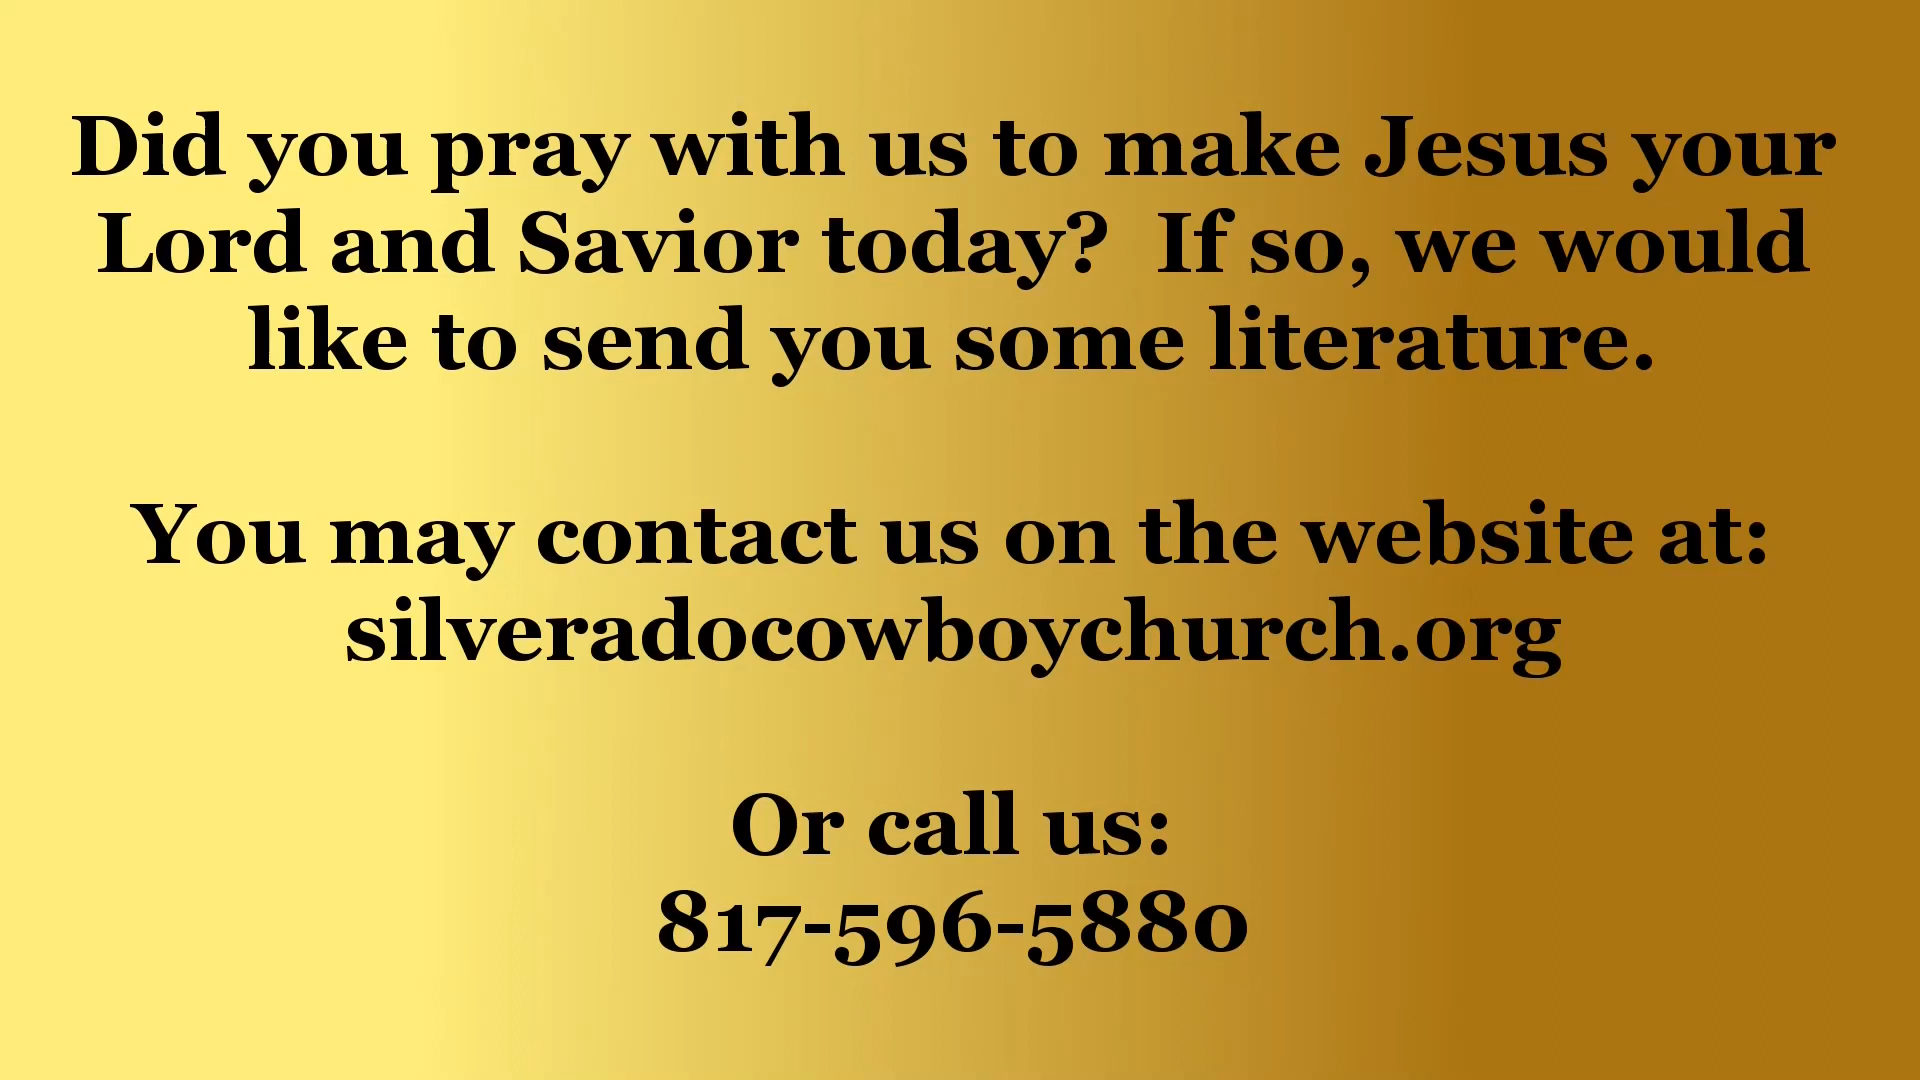 Did you pray with us to make Jesus your
Lord and Savior today?  If so, we would
like to send you some literature.
You may contact us on the website at:
silveradocowboychurch.org
Or call us:
817-596-5880